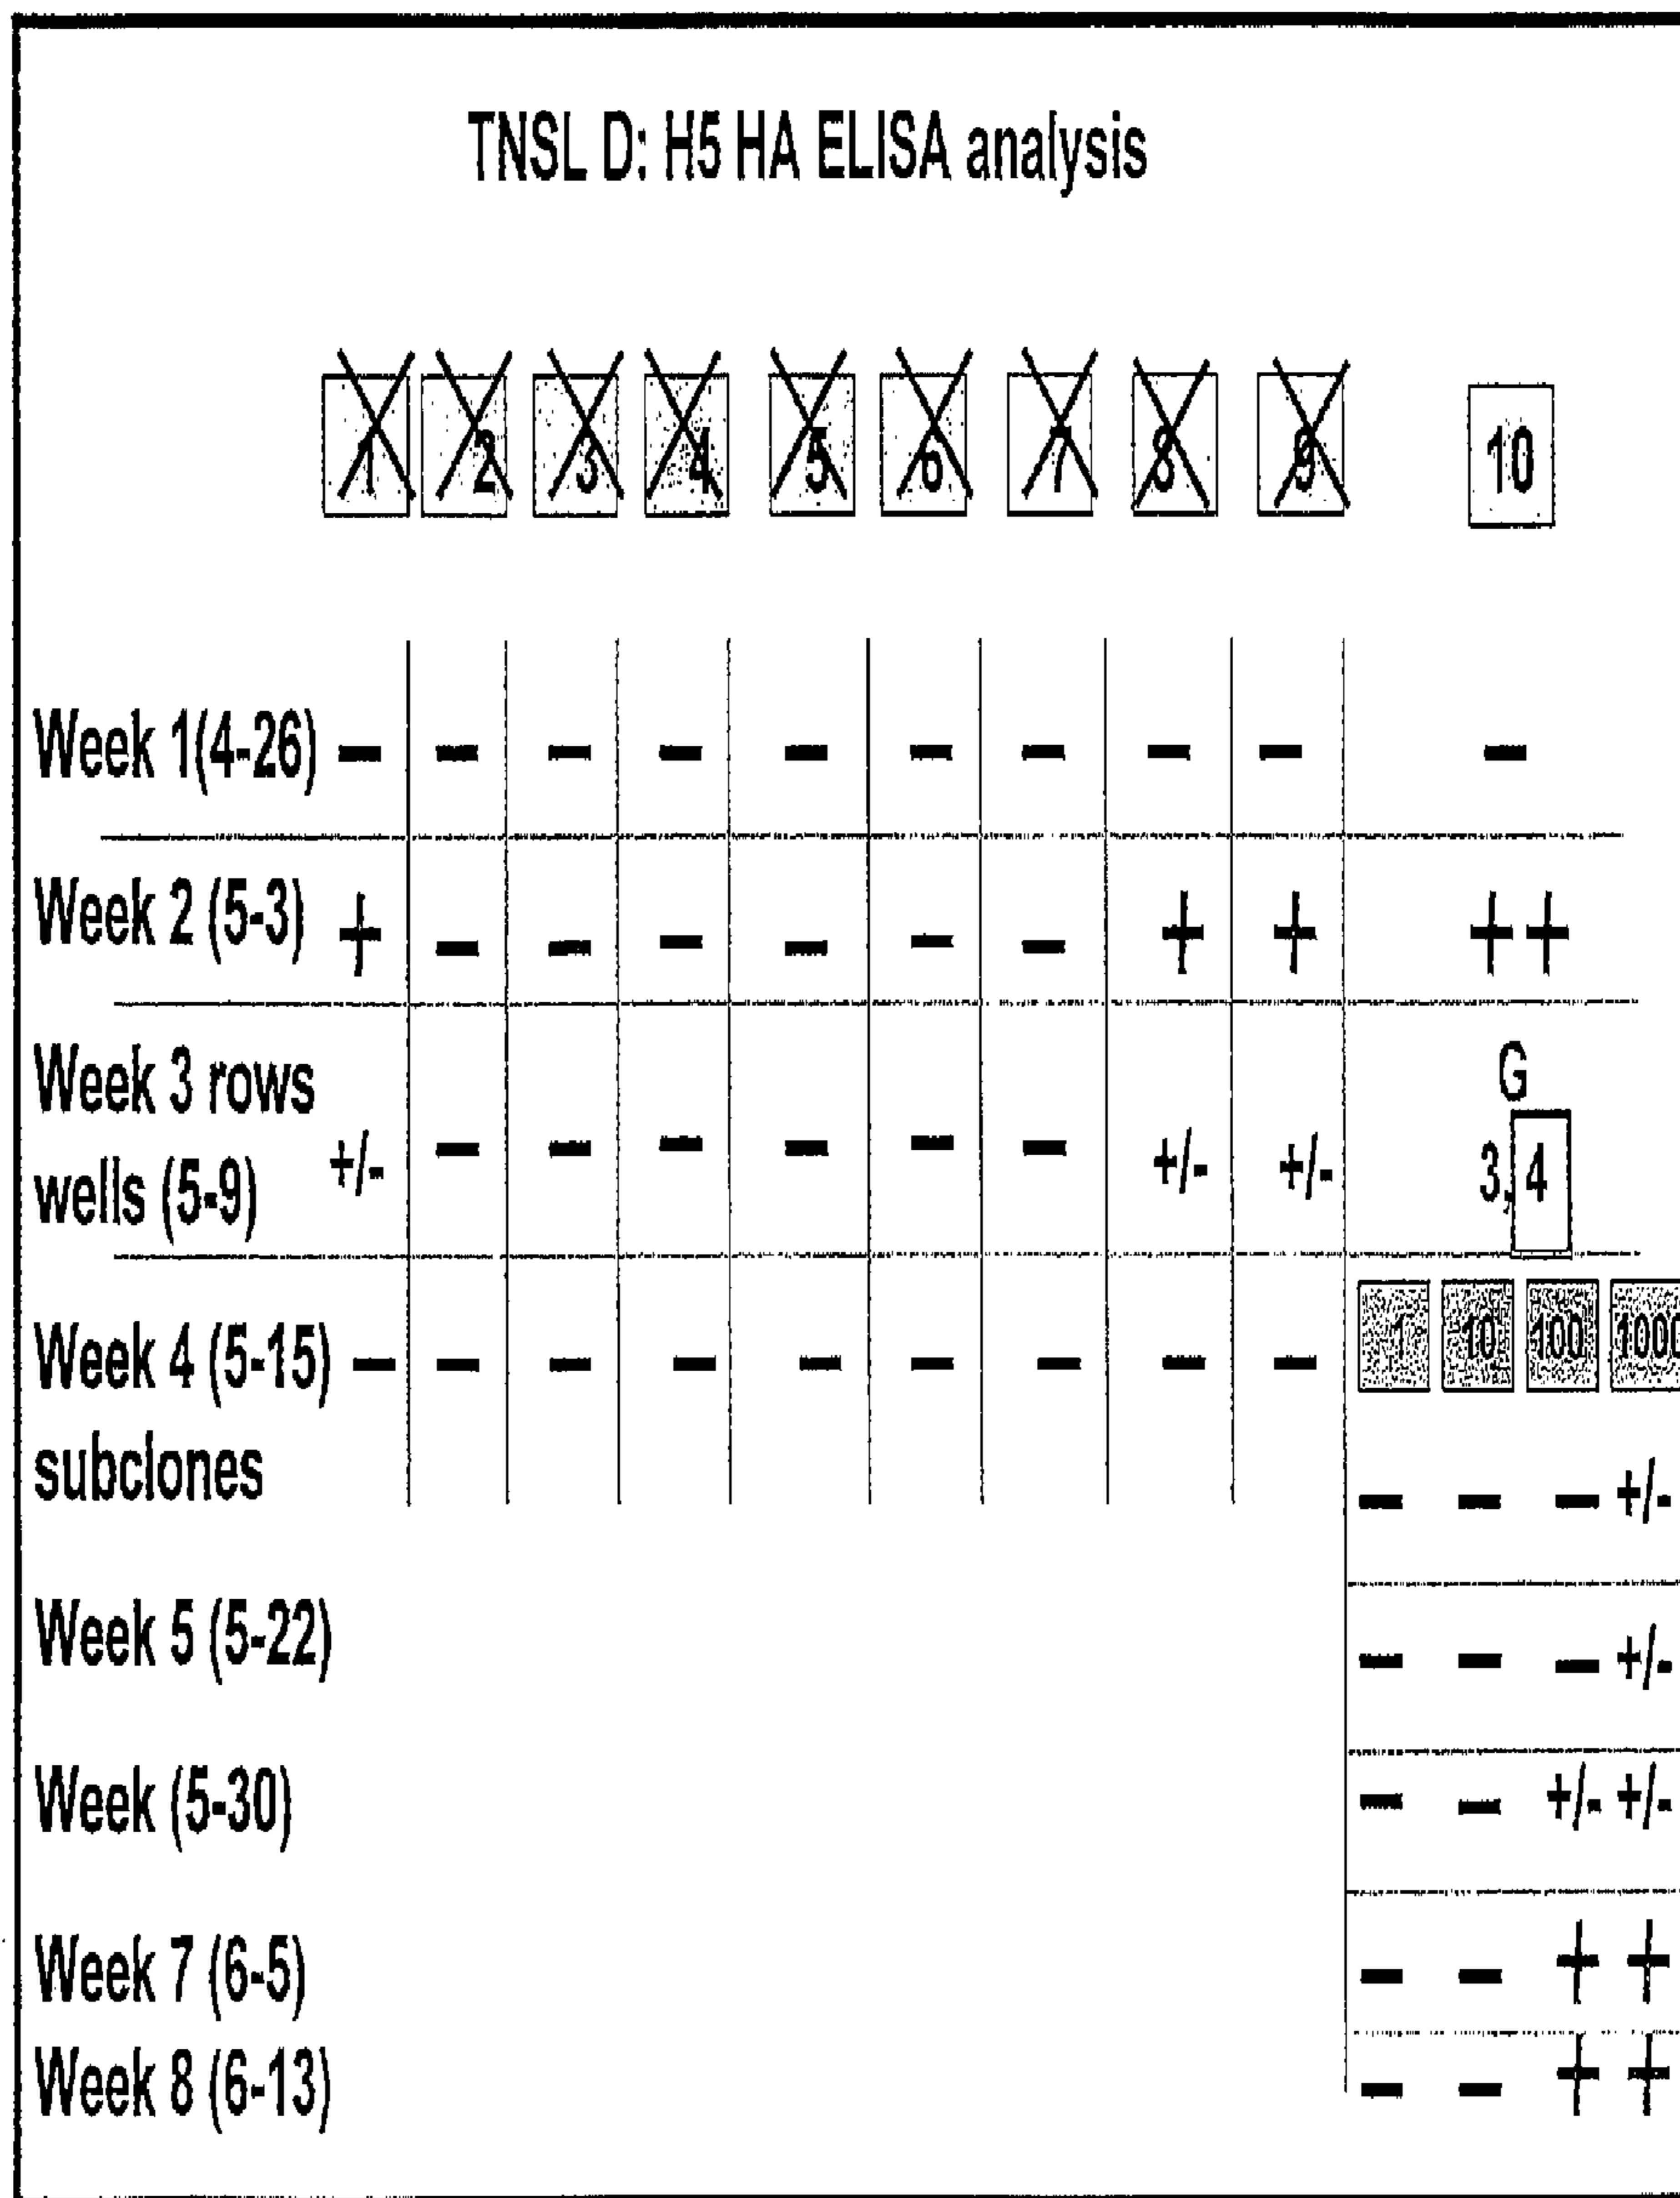 TNSL D: H5 HA ELISA analysis
1 2 3 4 5 6 7 8 9 10
Week 1(4-26) - - - - - - - - - -
Week 2 (5-3) + - - - - - - + + ++
Week 3 rows G
wells (5-9) +/- - - - - - - +/- +/- 3, 4
Week 4 (5-15) - - - - - - - - - 1 10 100 1000
subclones - - - +/-
Week 5 (5-22) - - - +/-
Week (5-30) - - +/- +/-
Week 7 (6-5) - - + +
Week 8 (6-13) - - + +